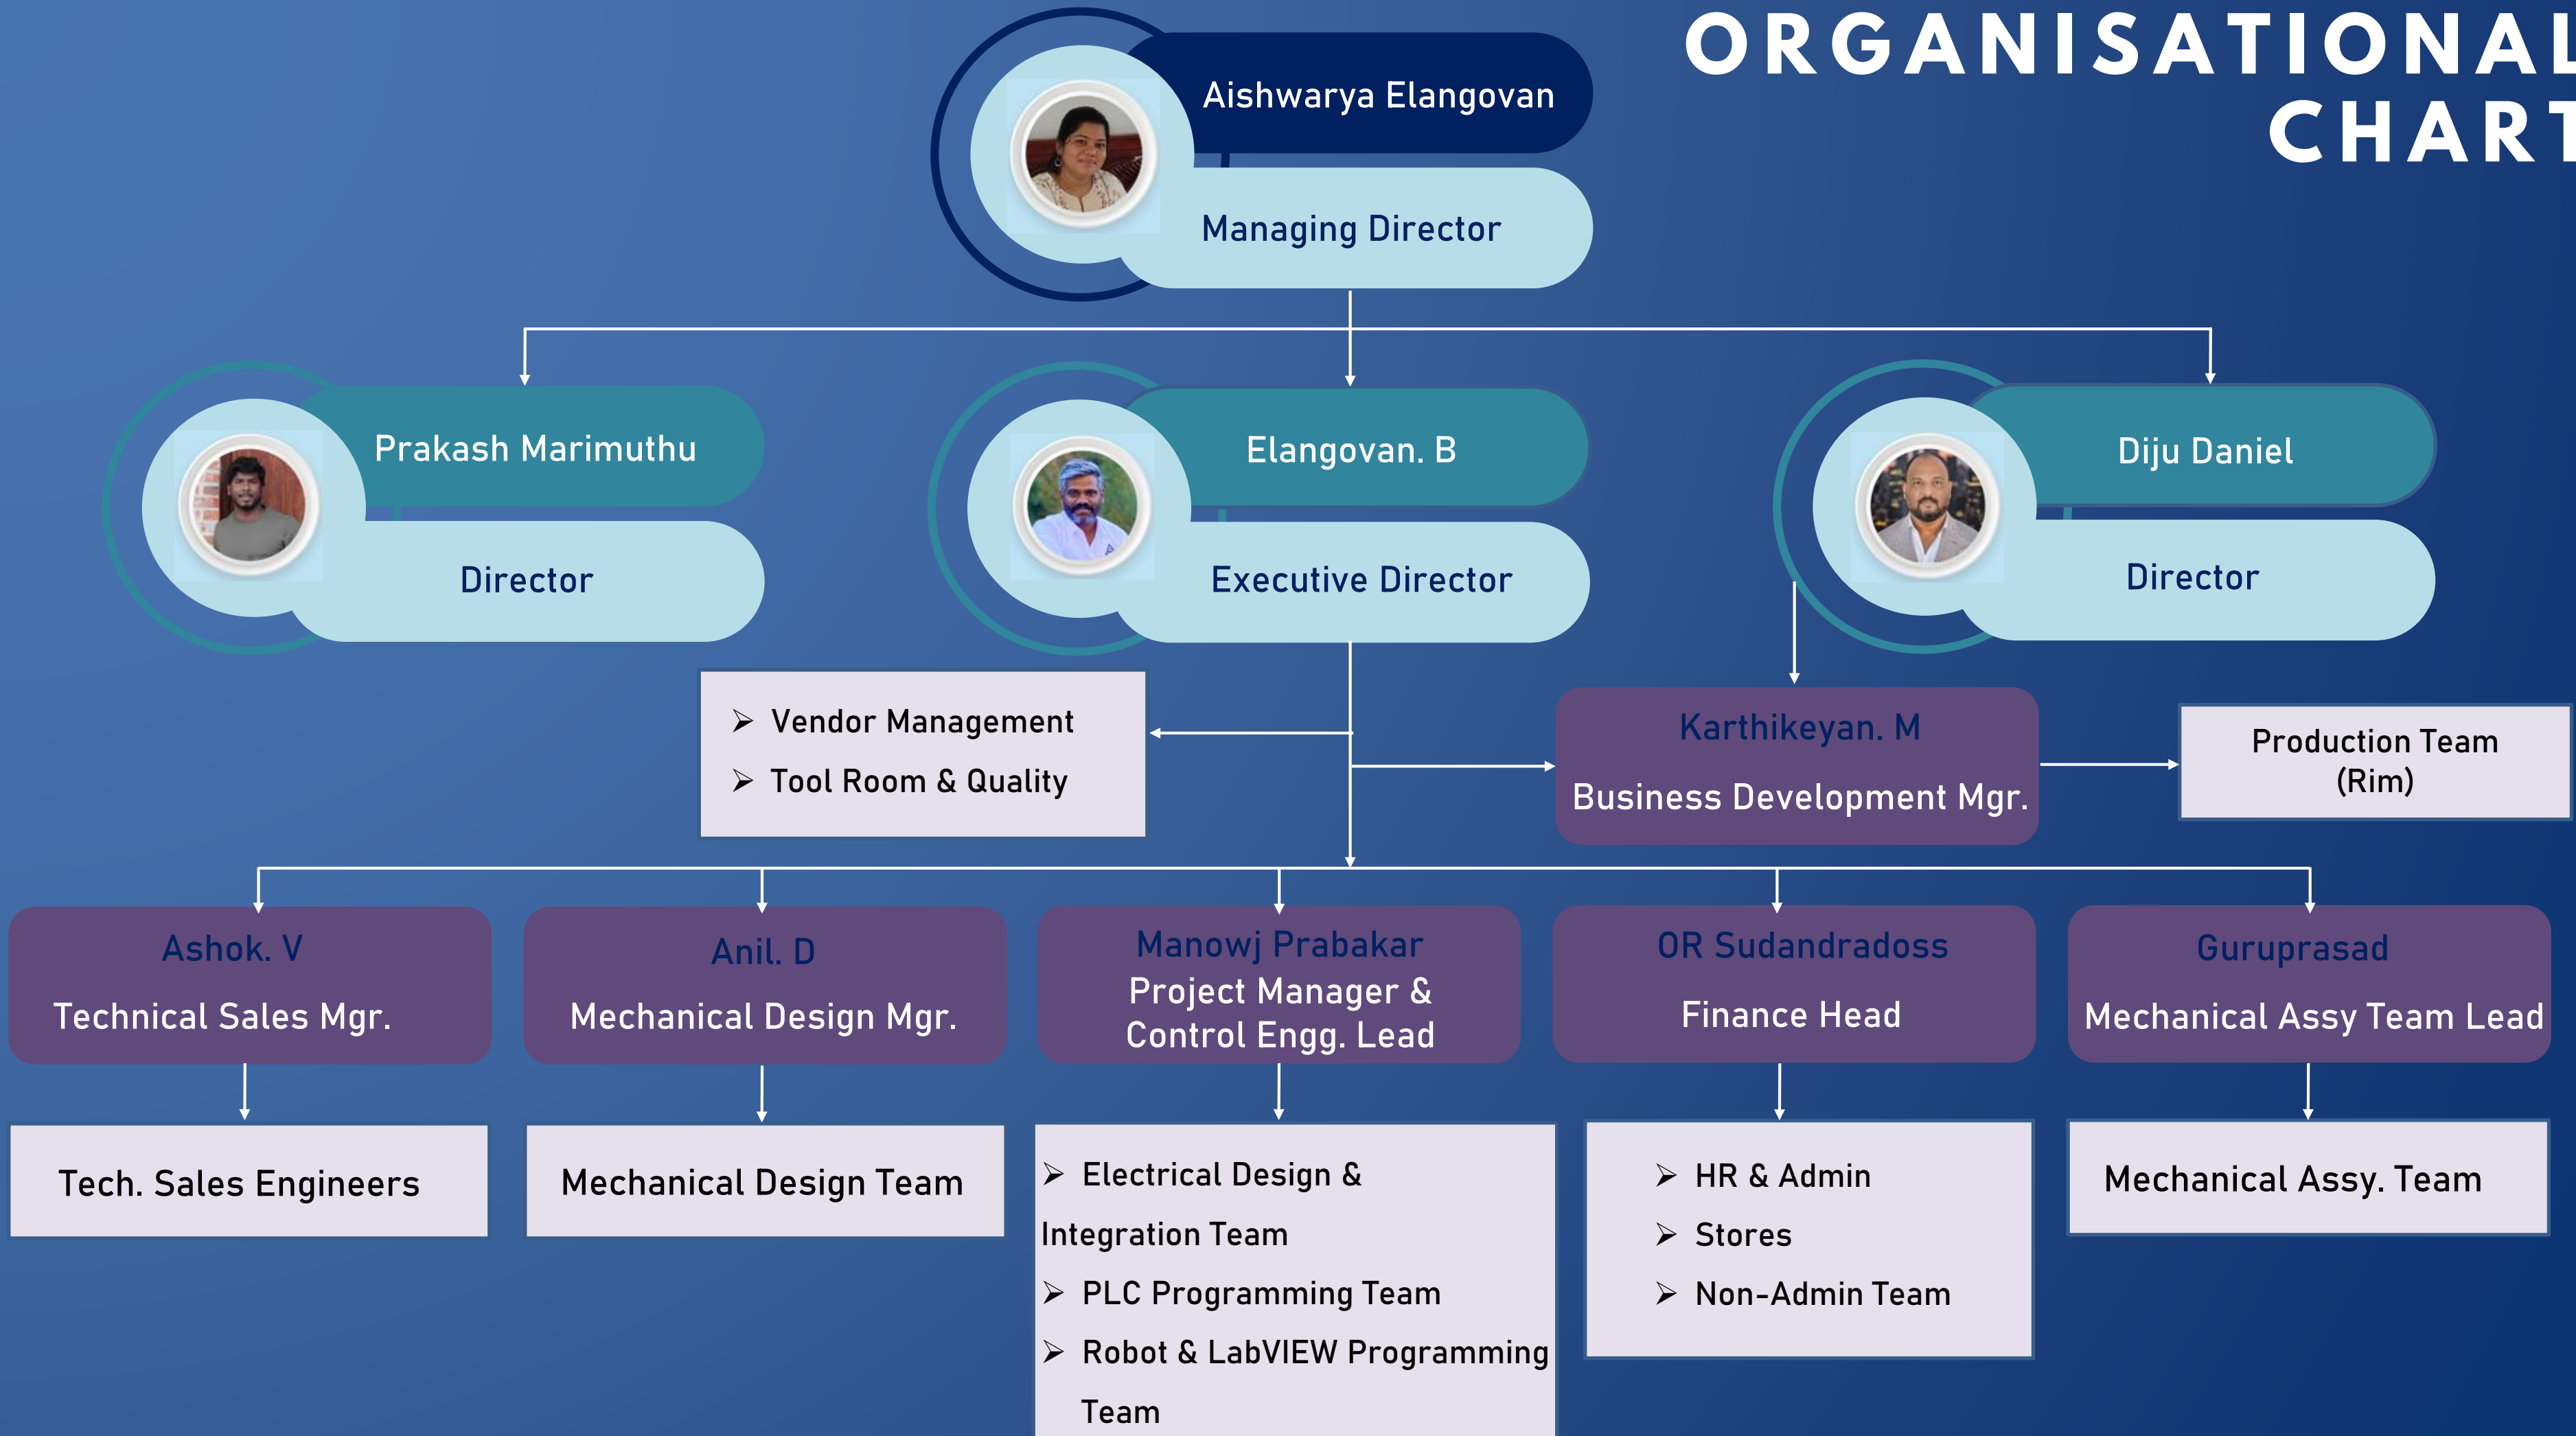 ORGANISATIONAL
CHART
Aishwarya Elangovan
Managing Director
Prakash Marimuthu
Director
Elangovan. B
Executive Director
Diju Daniel
Director
➢ Vendor Management
➢ Tool Room & Quality
Karthikeyan. M
Business Development Mgr.
Production Team
(Rim)
Ashok. V
Technical Sales Mgr.
Anil. D
Mechanical Design Mgr.
Manowj Prabakar
Project Manager &
Control Engg. Lead
OR Sudandradoss
Finance Head
Guruprasad
Mechanical Assy Team Lead
Tech. Sales Engineers
Mechanical Design Team
➢ Electrical Design &
Integration Team
➢ PLC Programming Team
➢ Robot & LabVIEW Programming
Team
➢ HR & Admin
➢ Stores
➢ Non-Admin Team
Mechanical Assy. Team